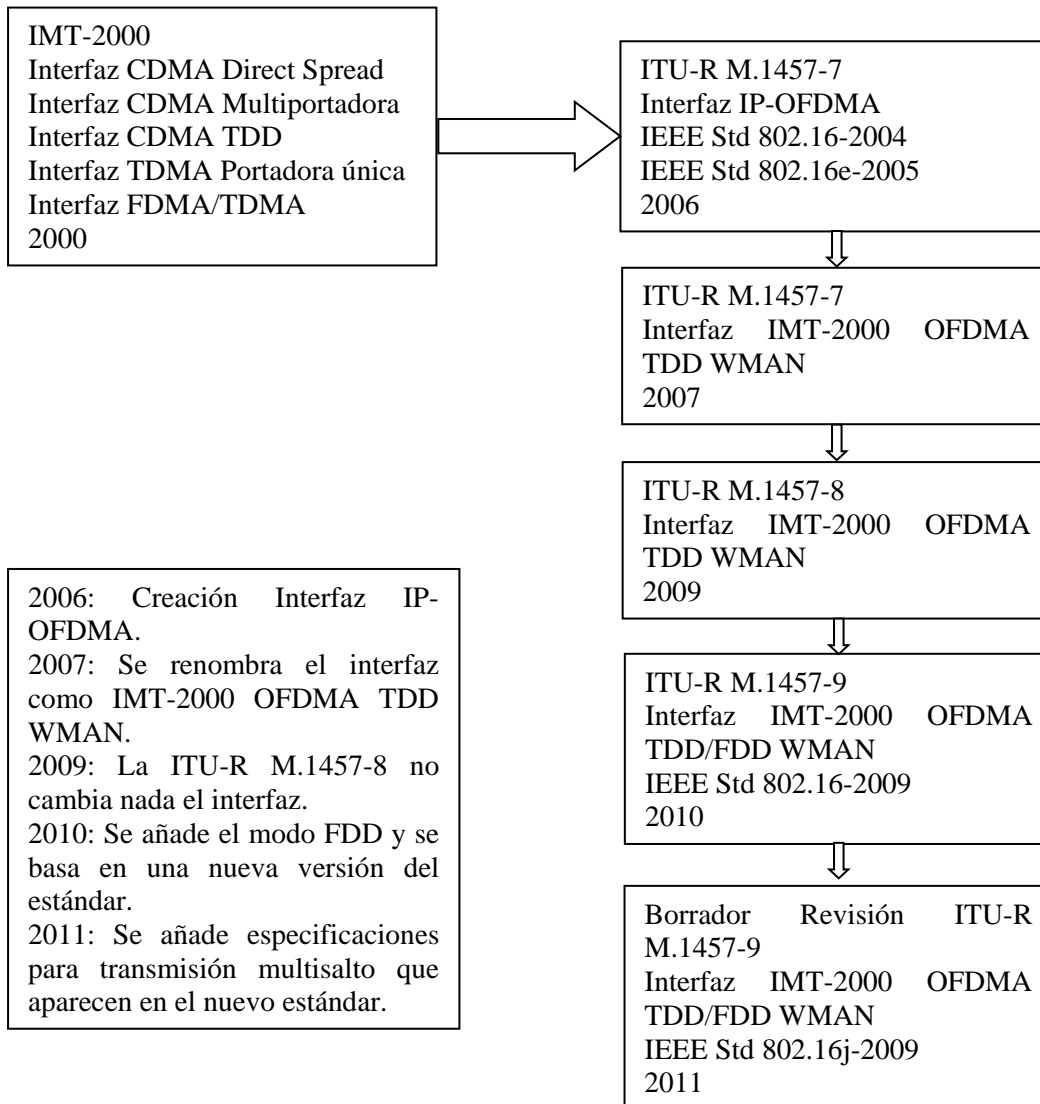 IMT-2000
Interfaz CDMA Direct Spread
Interfaz CDMA Multiportadora
Interfaz CDMA TDD
Interfaz TDMA Portadora única
Interfaz FDMA/TDMA
2000
ITU-R M.1457-7
Interfaz IP-OFDMA
IEEE Std 802.16-2004
IEEE Std 802.16e-2005
2006
ITU-R M.1457-7
Interfaz IMT-2000 OFDMA
TDD WMAN
2007
ITU-R M.1457-8
Interfaz IMT-2000 OFDMA
TDD WMAN
2009
ITU-R M.1457-9
Interfaz IMT-2000 OFDMA
TDD/FDD WMAN
IEEE Std 802.16-2009
2010
Borrador Revisión ITU-R
M.1457-9
Interfaz IMT-2000 OFDMA
TDD/FDD WMAN
IEEE Std 802.16j-2009
2011
2006: Creación Interfaz IP-
OFDMA.
2007: Se renombra el interfaz
como IMT-2000 OFDMA TDD
WMAN.
2009: La ITU-R M.1457-8 no
cambia nada el interfaz.
2010: Se añade el modo FDD y se
basa en una nueva versión del
estándar.
2011: Se añade especificaciones
para transmisión multisalto que
aparecen en el nuevo estándar.